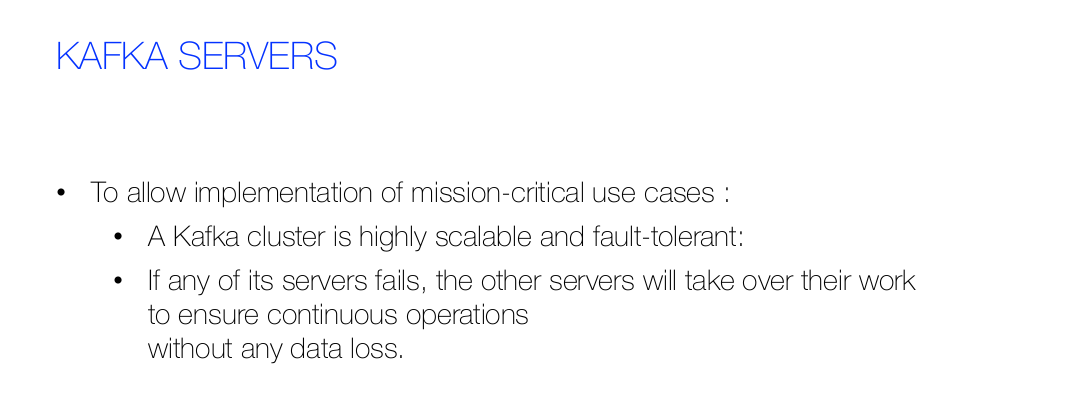 KAFKA SERVERS
• To allow implementation of mission-critical use cases :
• A Kafka cluster is highly scalable and fault-tolerant:
• If any of its servers fails, the other servers will take over their work
to ensure continuous operations
without any data loss.